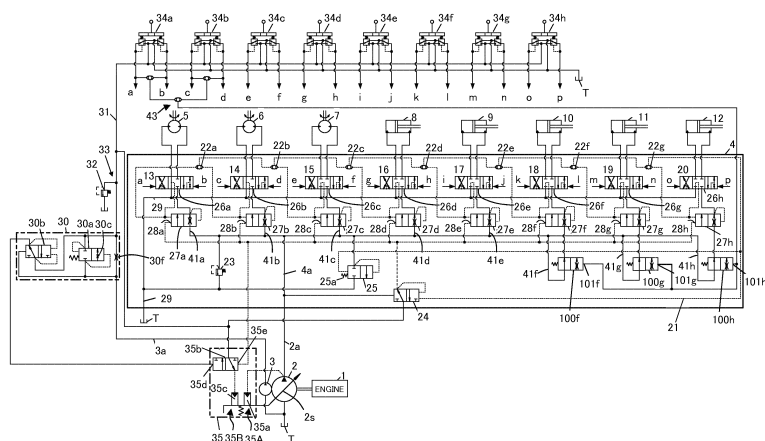 34a 34b 34c 34d 34e 34f 34g 34h
T
a b c d e f g h i j k l m n o p
43 5 6 7 8 9 10 11 12
31
33
32
22a 22b 22c 22d 22e 22f 22g 4
a 13 b c 14 d e 15 f g 16 h i 17 j k 18 l m 19 n o 20 p
26a 26b 26c 26d 26e 26f 26g 26h
29
28a 28b 28c 28c 28e 28f 28g 28h
27a 27b 27c 27d 27e 27f 27g 27h
41a 41b 41c 41d 41e
30b 30 30a 30c
30f
23 4a
25a 25
41f 101f 41g 101g 41h 101h
100f 100g 100h
24 21
29 T
3a 2a
35b 35e
35d
35c 3 2 1
ENGINE
35a 2s
35 35B 35A T